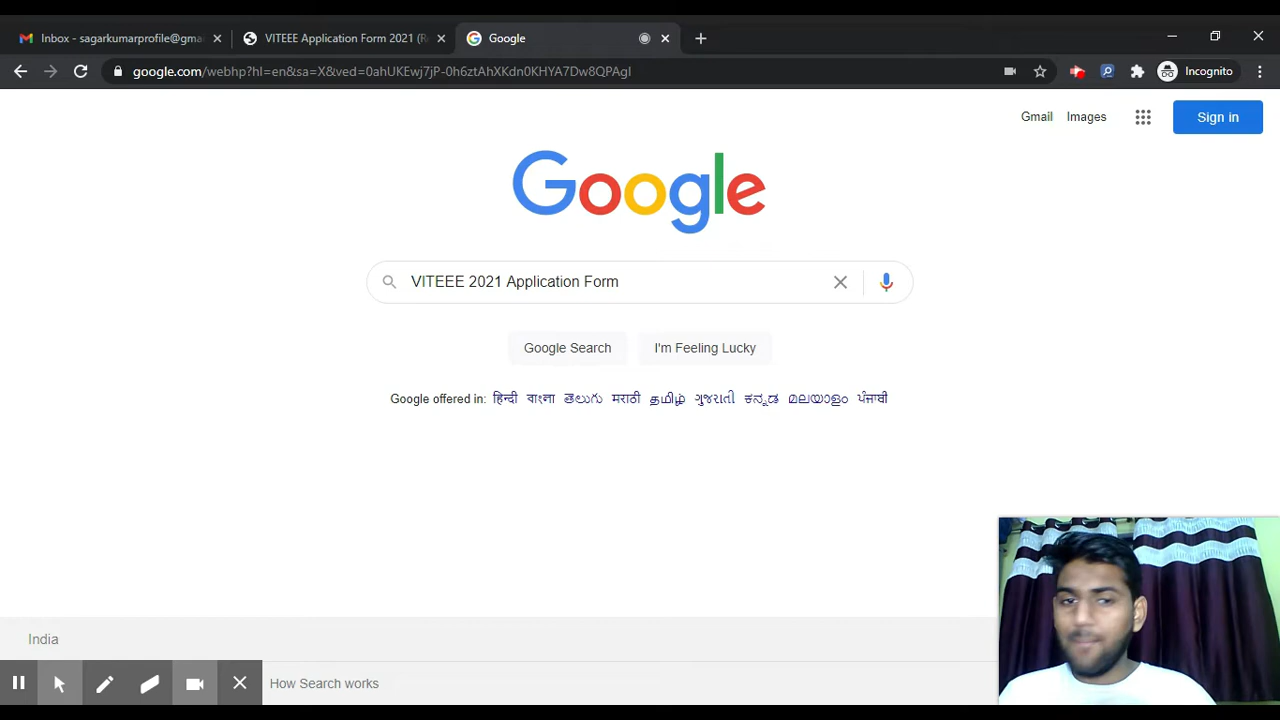 Inbox - sagarkumarprofile@gma
VITEEE Application Form 2021 (R
Google
google.com/webhp?hl=en&sa=X&ved=0ahUKEwj7jP-0h6ztAhXKdn0KHYA7Dw8QPAgI
Incognito
Gmail Images
Sign in
Google
VITEEE 2021 Application Form
Google Search
I'm Feeling Lucky
Google offered in: हिन्दी বাংলা తెలుగు मराठी தமிழ் ગુજરાતી ಕನ್ನಡ മലയാളം ਪੰਜਾਬੀ
India
How Search works